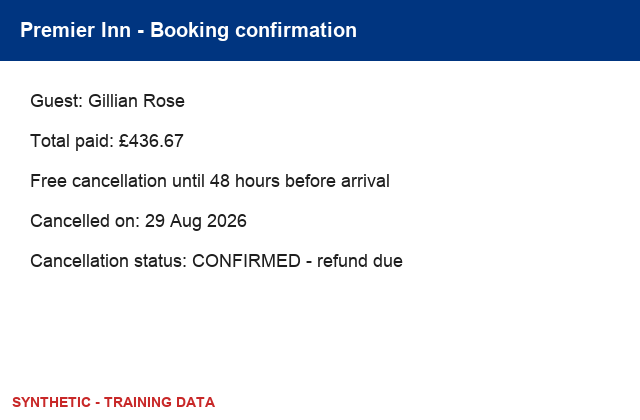 Premier Inn - Booking confirmation
Guest: Gillian Rose
Total paid: £436.67
Free cancellation until 48 hours before arrival
Cancelled on: 29 Aug 2026
Cancellation status: CONFIRMED - refund due
SYNTHETIC - TRAINING DATA